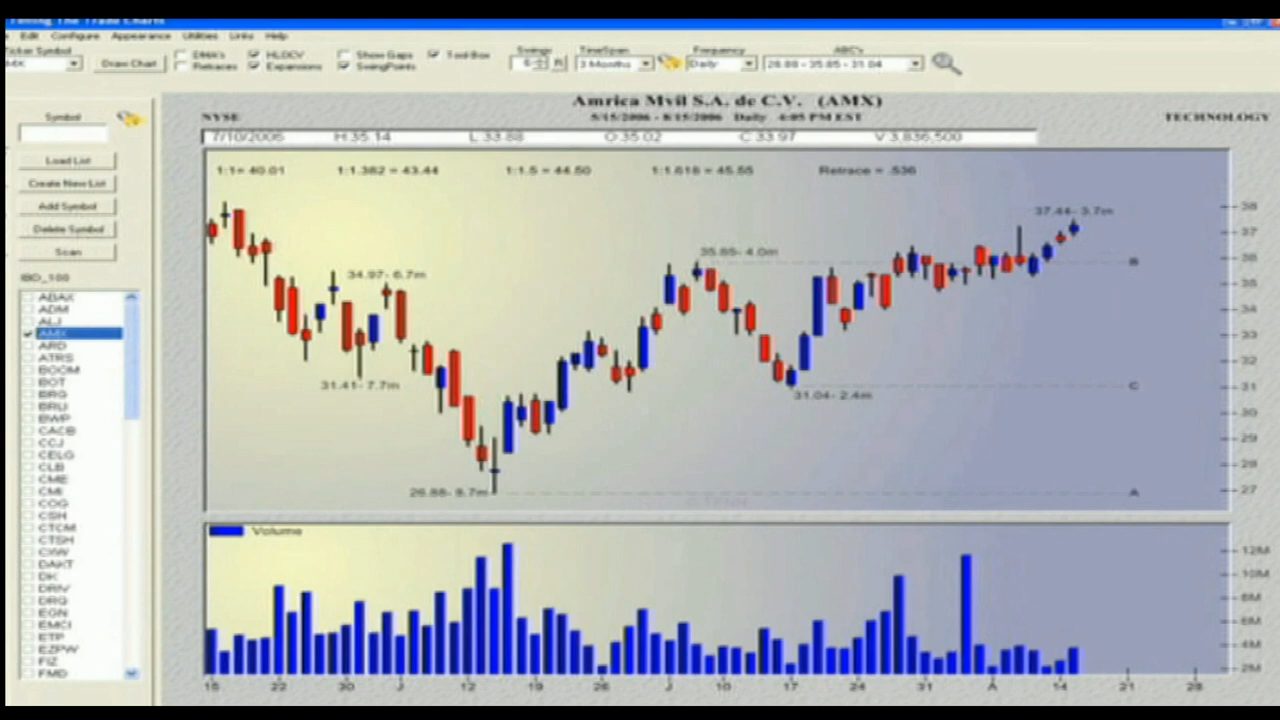 Timing The Trade Charts
Edit Configure Appearance Utilities Links Help
Ticker Symbol
AMX
Draw Chart
DMA's
Retraces
HLOCV
Expansions
Show Gaps
SwingPoints
Tool Box
Swings
6
TimeSpan
3 Months
Frequency
Daily
ABC's
26.88 - 35.85 - 31.04
Amrica Mvil S.A. de C.V. (AMX)
NYSE
5/15/2006 - 8/15/2006 Daily 4:05 PM EST
TECHNOLOGY
7/10/2006 H:35.14 L:33.88 O:35.02 C:33.97 V:3,836,500
1:1= 40.01 1:1.382 = 43.44 1:1.5 = 44.50 1:1.618 = 45.55 Retrace = .536
Symbol
Load List
Create New List
Add Symbol
Delete Symbol
Scan
IBD_100
ABAX
ADM
ALJ
AMX
ARD
ATRS
BOOM
BOT
BRG
BRLI
BWP
CACB
CCJ
CELG
CLB
CME
CMI
COG
CSH
CTCM
CTSH
CXW
DAKT
DK
DRIV
DRQ
EGN
EMCI
ETP
EZPW
FIZ
FMD
37.44- 3.7m
35.85- 4.0m
34.97- 6.7m
31.41- 7.7m
31.04- 2.4m
26.88- 8.7m
B
C
A
38
37
36
35
34
33
32
31
30
29
28
27
Volume
12M
10M
8M
6M
4M
2M
15 22 30 J 12 19 26 J 10 17 24 31 A 14 21 28